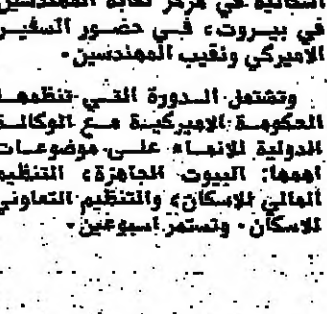 اسكانية في مركز نقابة المهندسين
في بيروت، في حضور السفير
الاميركي ونقيب المهندسين.
وتشتمل الدورة التي تنظمها
الحكومة الاميركية مع الوكالة
الدولية للانماء على موضوعات
اهمها: البيوت الجاهزة، التنظيم
المالي للاسكان، والتنظيم التعاوني
للاسكان. وتستمر اسبوعين.